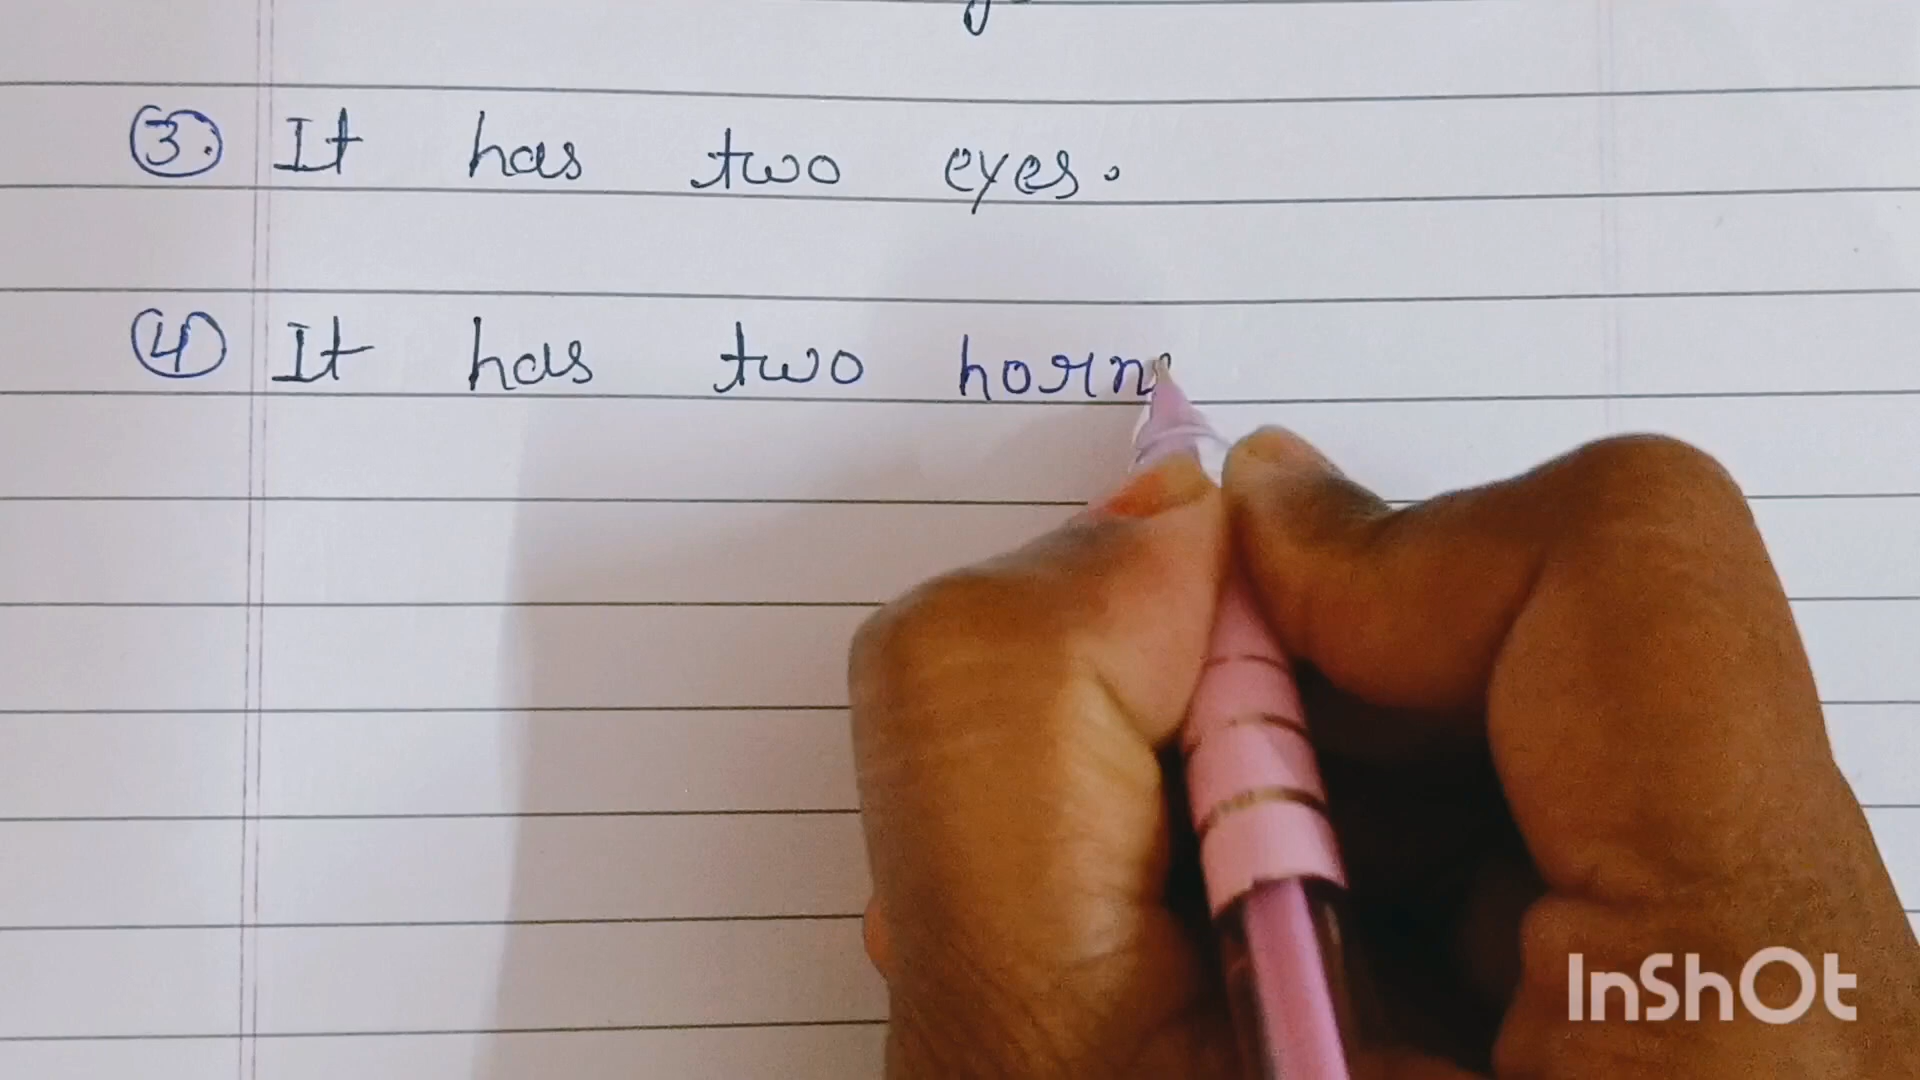 3. It has two eyes.
4 It has two horn
InShOt